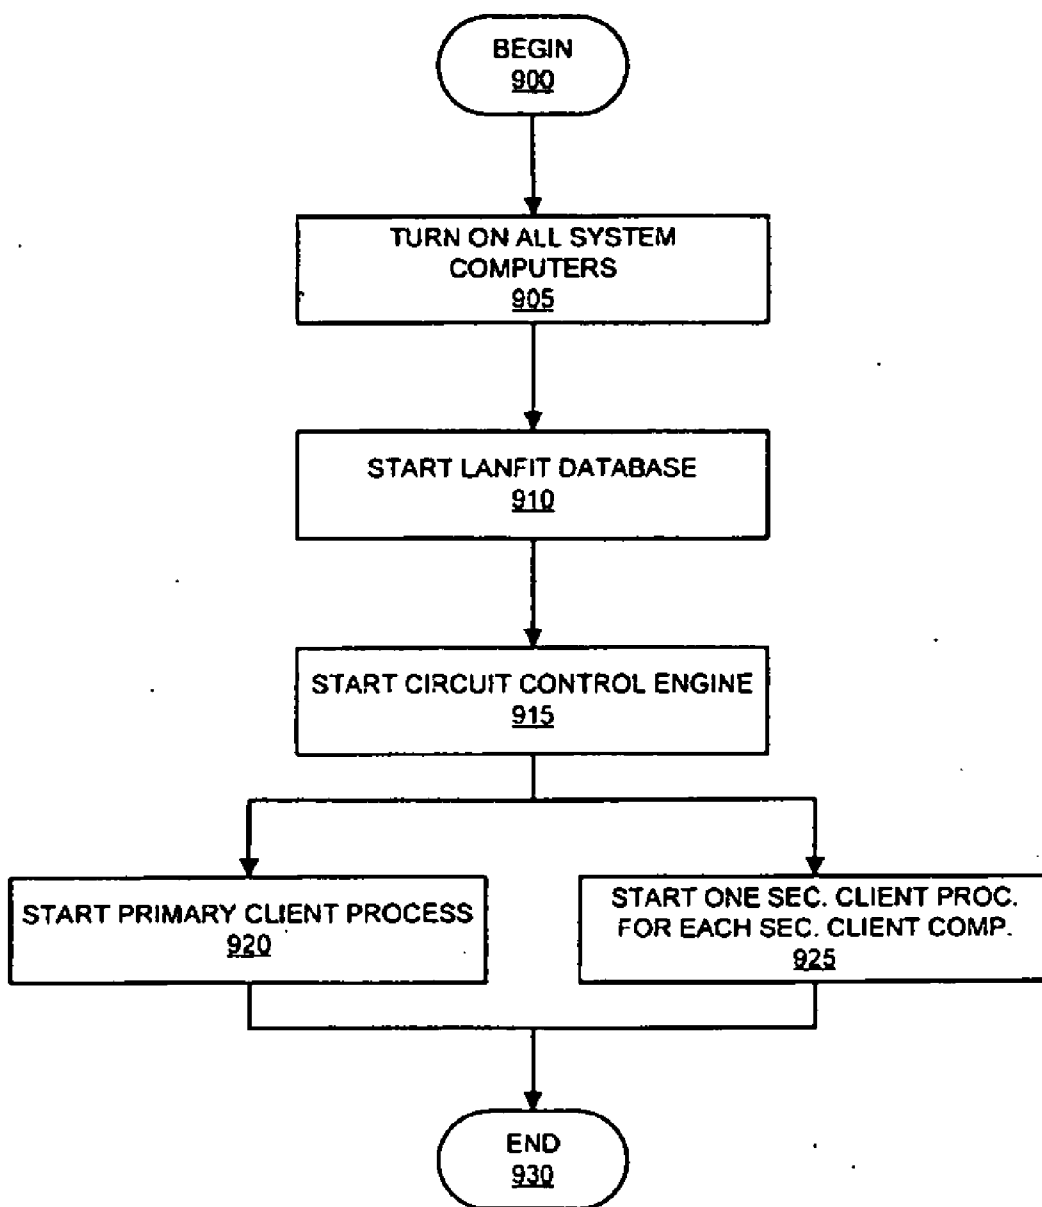 BEGIN
900
TURN ON ALL SYSTEM
COMPUTERS
905
START LANFIT DATABASE
910
START CIRCUIT CONTROL ENGINE
915
START PRIMARY CLIENT PROCESS
920
START ONE SEC. CLIENT PROC.
FOR EACH SEC. CLIENT COMP.
925
END
930